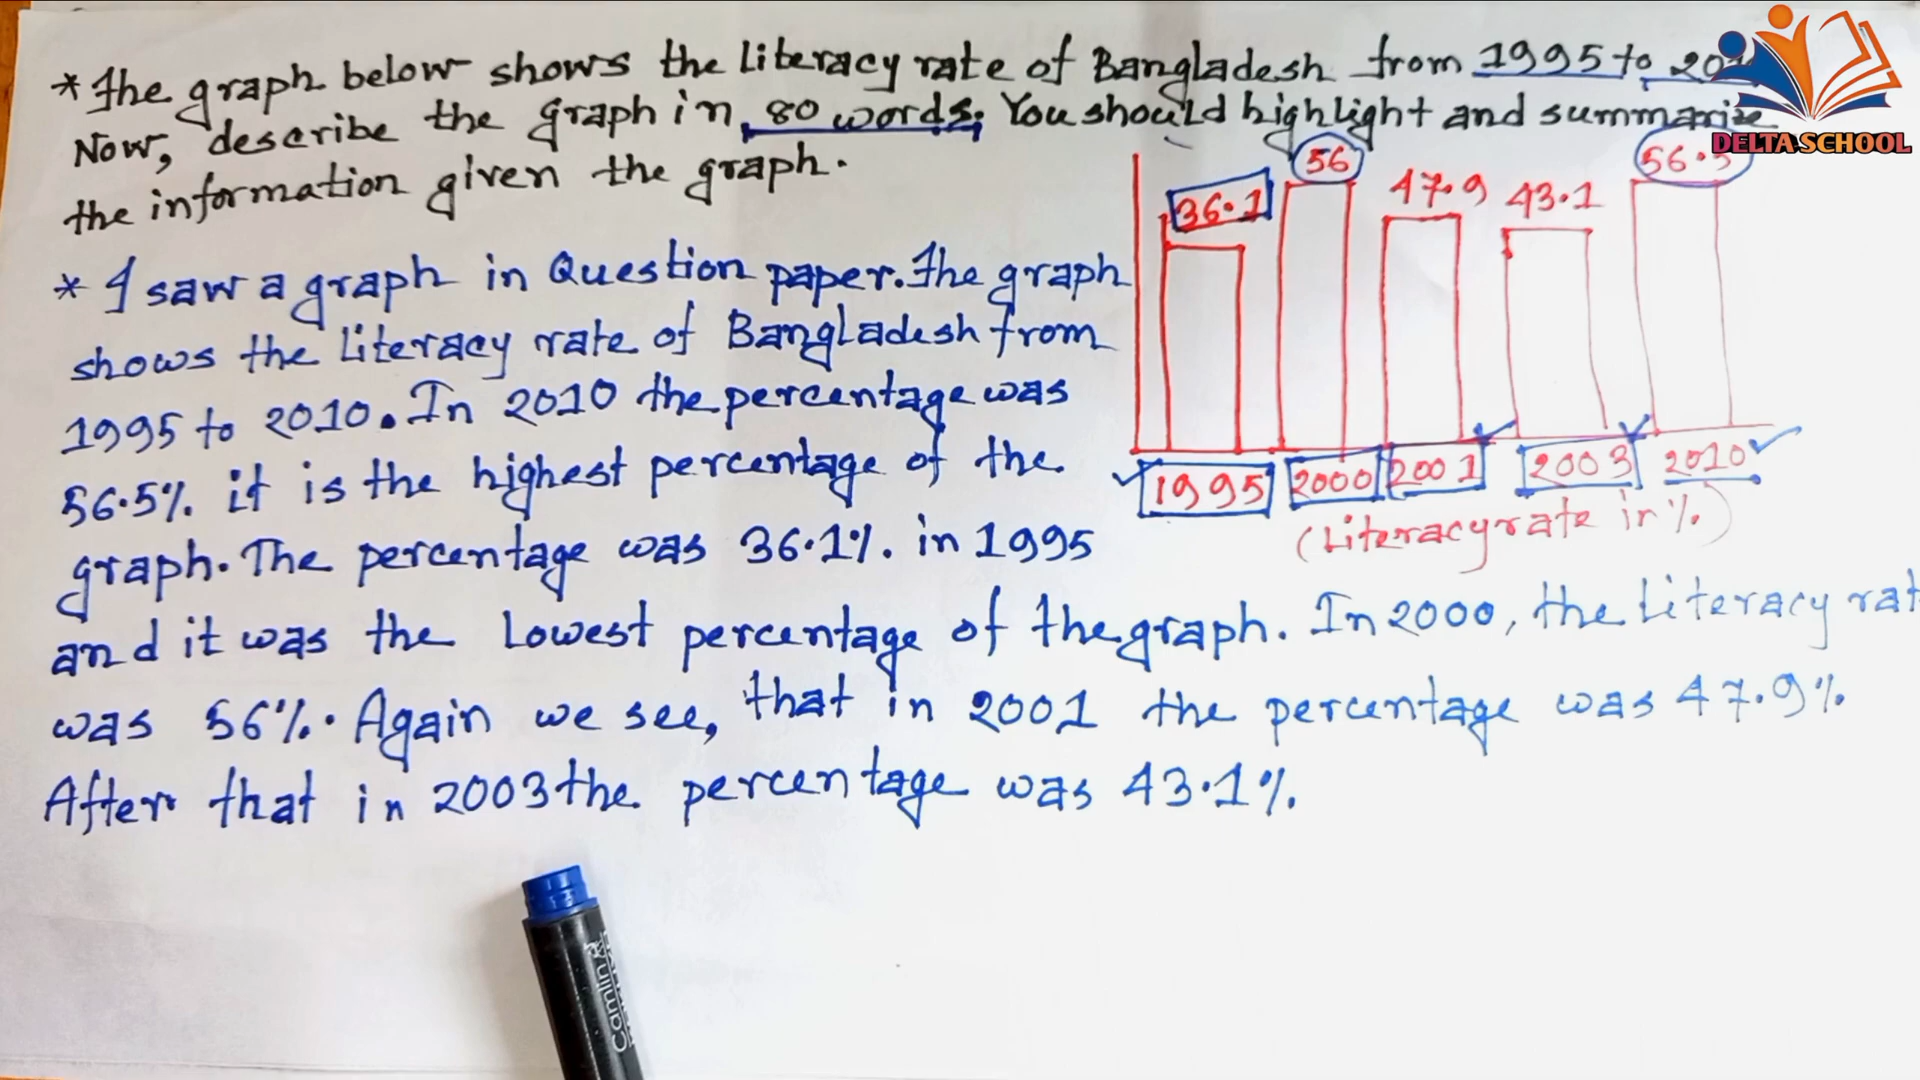 * The graph below shows the literacy rate of Bangladesh from 1995 to
Now, describe the graph in 80 words. You should highlight and summarize
the information given the graph.
DELTA SCHOOL
36.1 56 47.9 43.1 56.5
1995 2000 2001 2003 2010
(Literacy rate in %)
* I saw a graph in Question paper. The graph
shows the literacy rate of Bangladesh from
1995 to 2010. In 2010 the percentage was
56.5%. it is the highest percentage of the
graph. The percentage was 36.1%. in 1995
and it was the lowest percentage of the graph. In 2000, the literacy rat
was 56%. Again we see, that in 2001 the percentage was 47.9%.
After that in 2003 the percentage was 43.1%.
Camlin